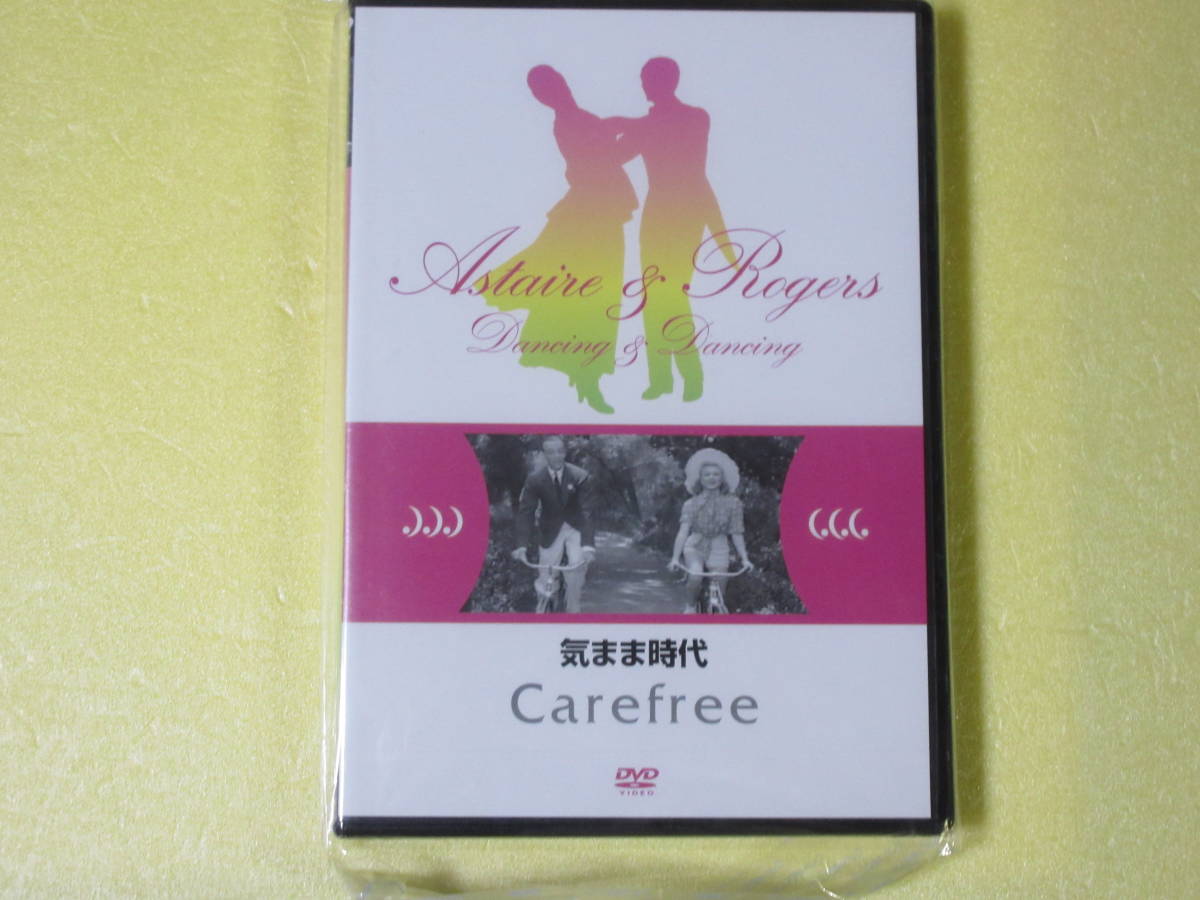 Astaire & Rogers
Dancing & Dancing
気まま時代
Carefree
DVD
VIDEO